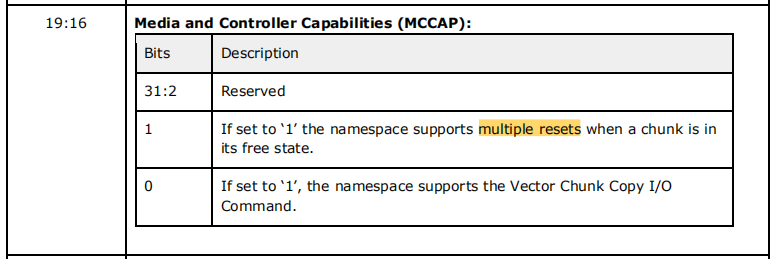 19:16
Media and Controller Capabilities (MCCAP):
Bits Description
31:2 Reserved
1 If set to ‘1’ the namespace supports multiple resets when a chunk is in
its free state.
0 If set to ‘1’, the namespace supports the Vector Chunk Copy I/O
Command.